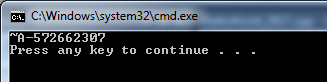 C:\Windows\system32\cmd.exe
~A-572662307
Press any key to continue . . .